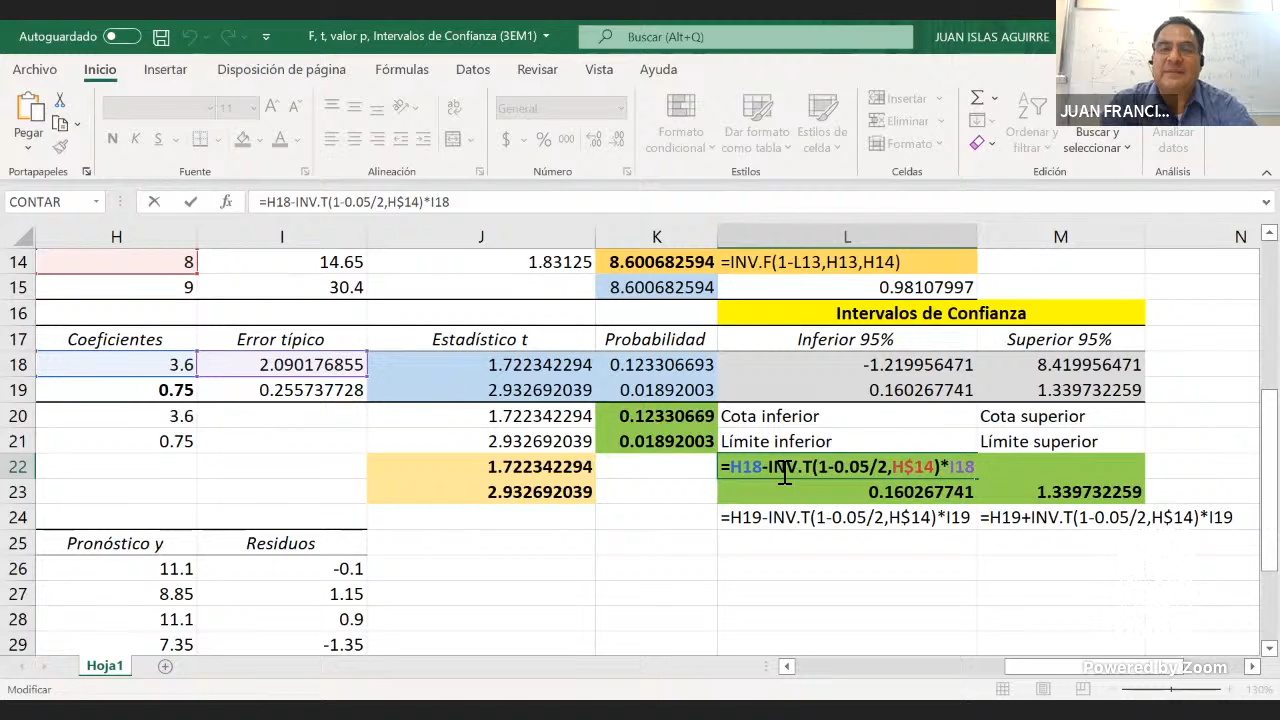 Autoguardado F, t, valor p, Intervalos de Confianza (3EM1) Buscar (Alt+Q) JUAN ISLAS AGUIRRE
Archivo Inicio Insertar Disposición de página Fórmulas Datos Revisar Vista Ayuda
JUAN FRANCI...
Pegar 11 General Formato condicional Dar formato como tabla Estilos de celda Insertar Eliminar Formato Ordenar y filtrar Buscar y seleccionar Analizar datos
N K S $ % 000
Portapapeles Fuente Alineación Número Estilos Celdas Edición Análisis
CONTAR fx =H18-INV.T(1-0.05/2,H$14)*I18
H I J K L M N
14 8 14.65 1.83125 8.600682594 =INV.F(1-L13,H13,H14)
15 9 30.4 8.600682594 0.98107997
16 Intervalos de Confianza
17 Coeficientes Error típico Estadístico t Probabilidad Inferior 95% Superior 95%
18 3.6 2.090176855 1.722342294 0.123306693 -1.219956471 8.419956471
19 0.75 0.255737728 2.932692039 0.01892003 0.160267741 1.339732259
20 3.6 1.722342294 0.12330669 Cota inferior Cota superior
21 0.75 2.932692039 0.01892003 Límite inferior Límite superior
22 1.722342294 =H18-INV.T(1-0.05/2,H$14)*I18
23 2.932692039 0.160267741 1.339732259
24 =H19-INV.T(1-0.05/2,H$14)*I19 =H19+INV.T(1-0.05/2,H$14)*I19
25 Pronóstico y Residuos
26 11.1 -0.1
27 8.85 1.15
28 11.1 0.9
29 7.35 -1.35
Hoja1
Powered by Zoom
Modificar 130%